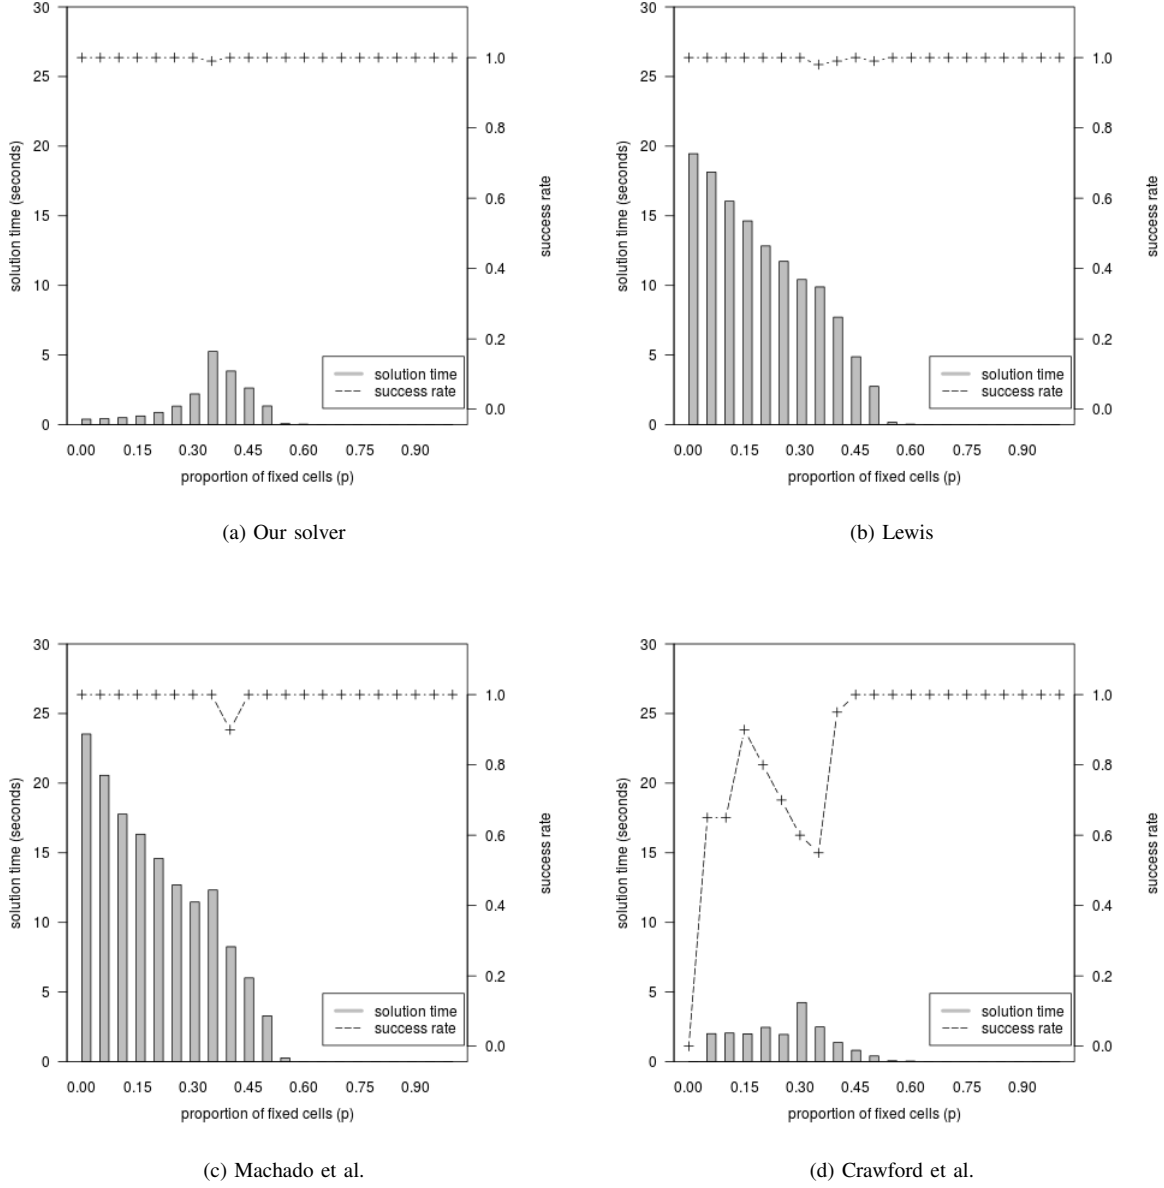 30
25
20
15
10
5
0
solution time (seconds)
1.0
0.8
0.6
0.4
0.2
0.0
success rate
solution time
success rate
0.00 0.15 0.30 0.45 0.60 0.75 0.90
proportion of fixed cells (p)
(a) Our solver
30
25
20
15
10
5
0
solution time (seconds)
1.0
0.8
0.6
0.4
0.2
0.0
success rate
solution time
success rate
0.00 0.15 0.30 0.45 0.60 0.75 0.90
proportion of fixed cells (p)
(b) Lewis
30
25
20
15
10
5
0
solution time (seconds)
1.0
0.8
0.6
0.4
0.2
0.0
success rate
solution time
success rate
0.00 0.15 0.30 0.45 0.60 0.75 0.90
proportion of fixed cells (p)
(c) Machado et al.
30
25
20
15
10
5
0
solution time (seconds)
1.0
0.8
0.6
0.4
0.2
0.0
success rate
solution time
success rate
0.00 0.15 0.30 0.45 0.60 0.75 0.90
proportion of fixed cells (p)
(d) Crawford et al.